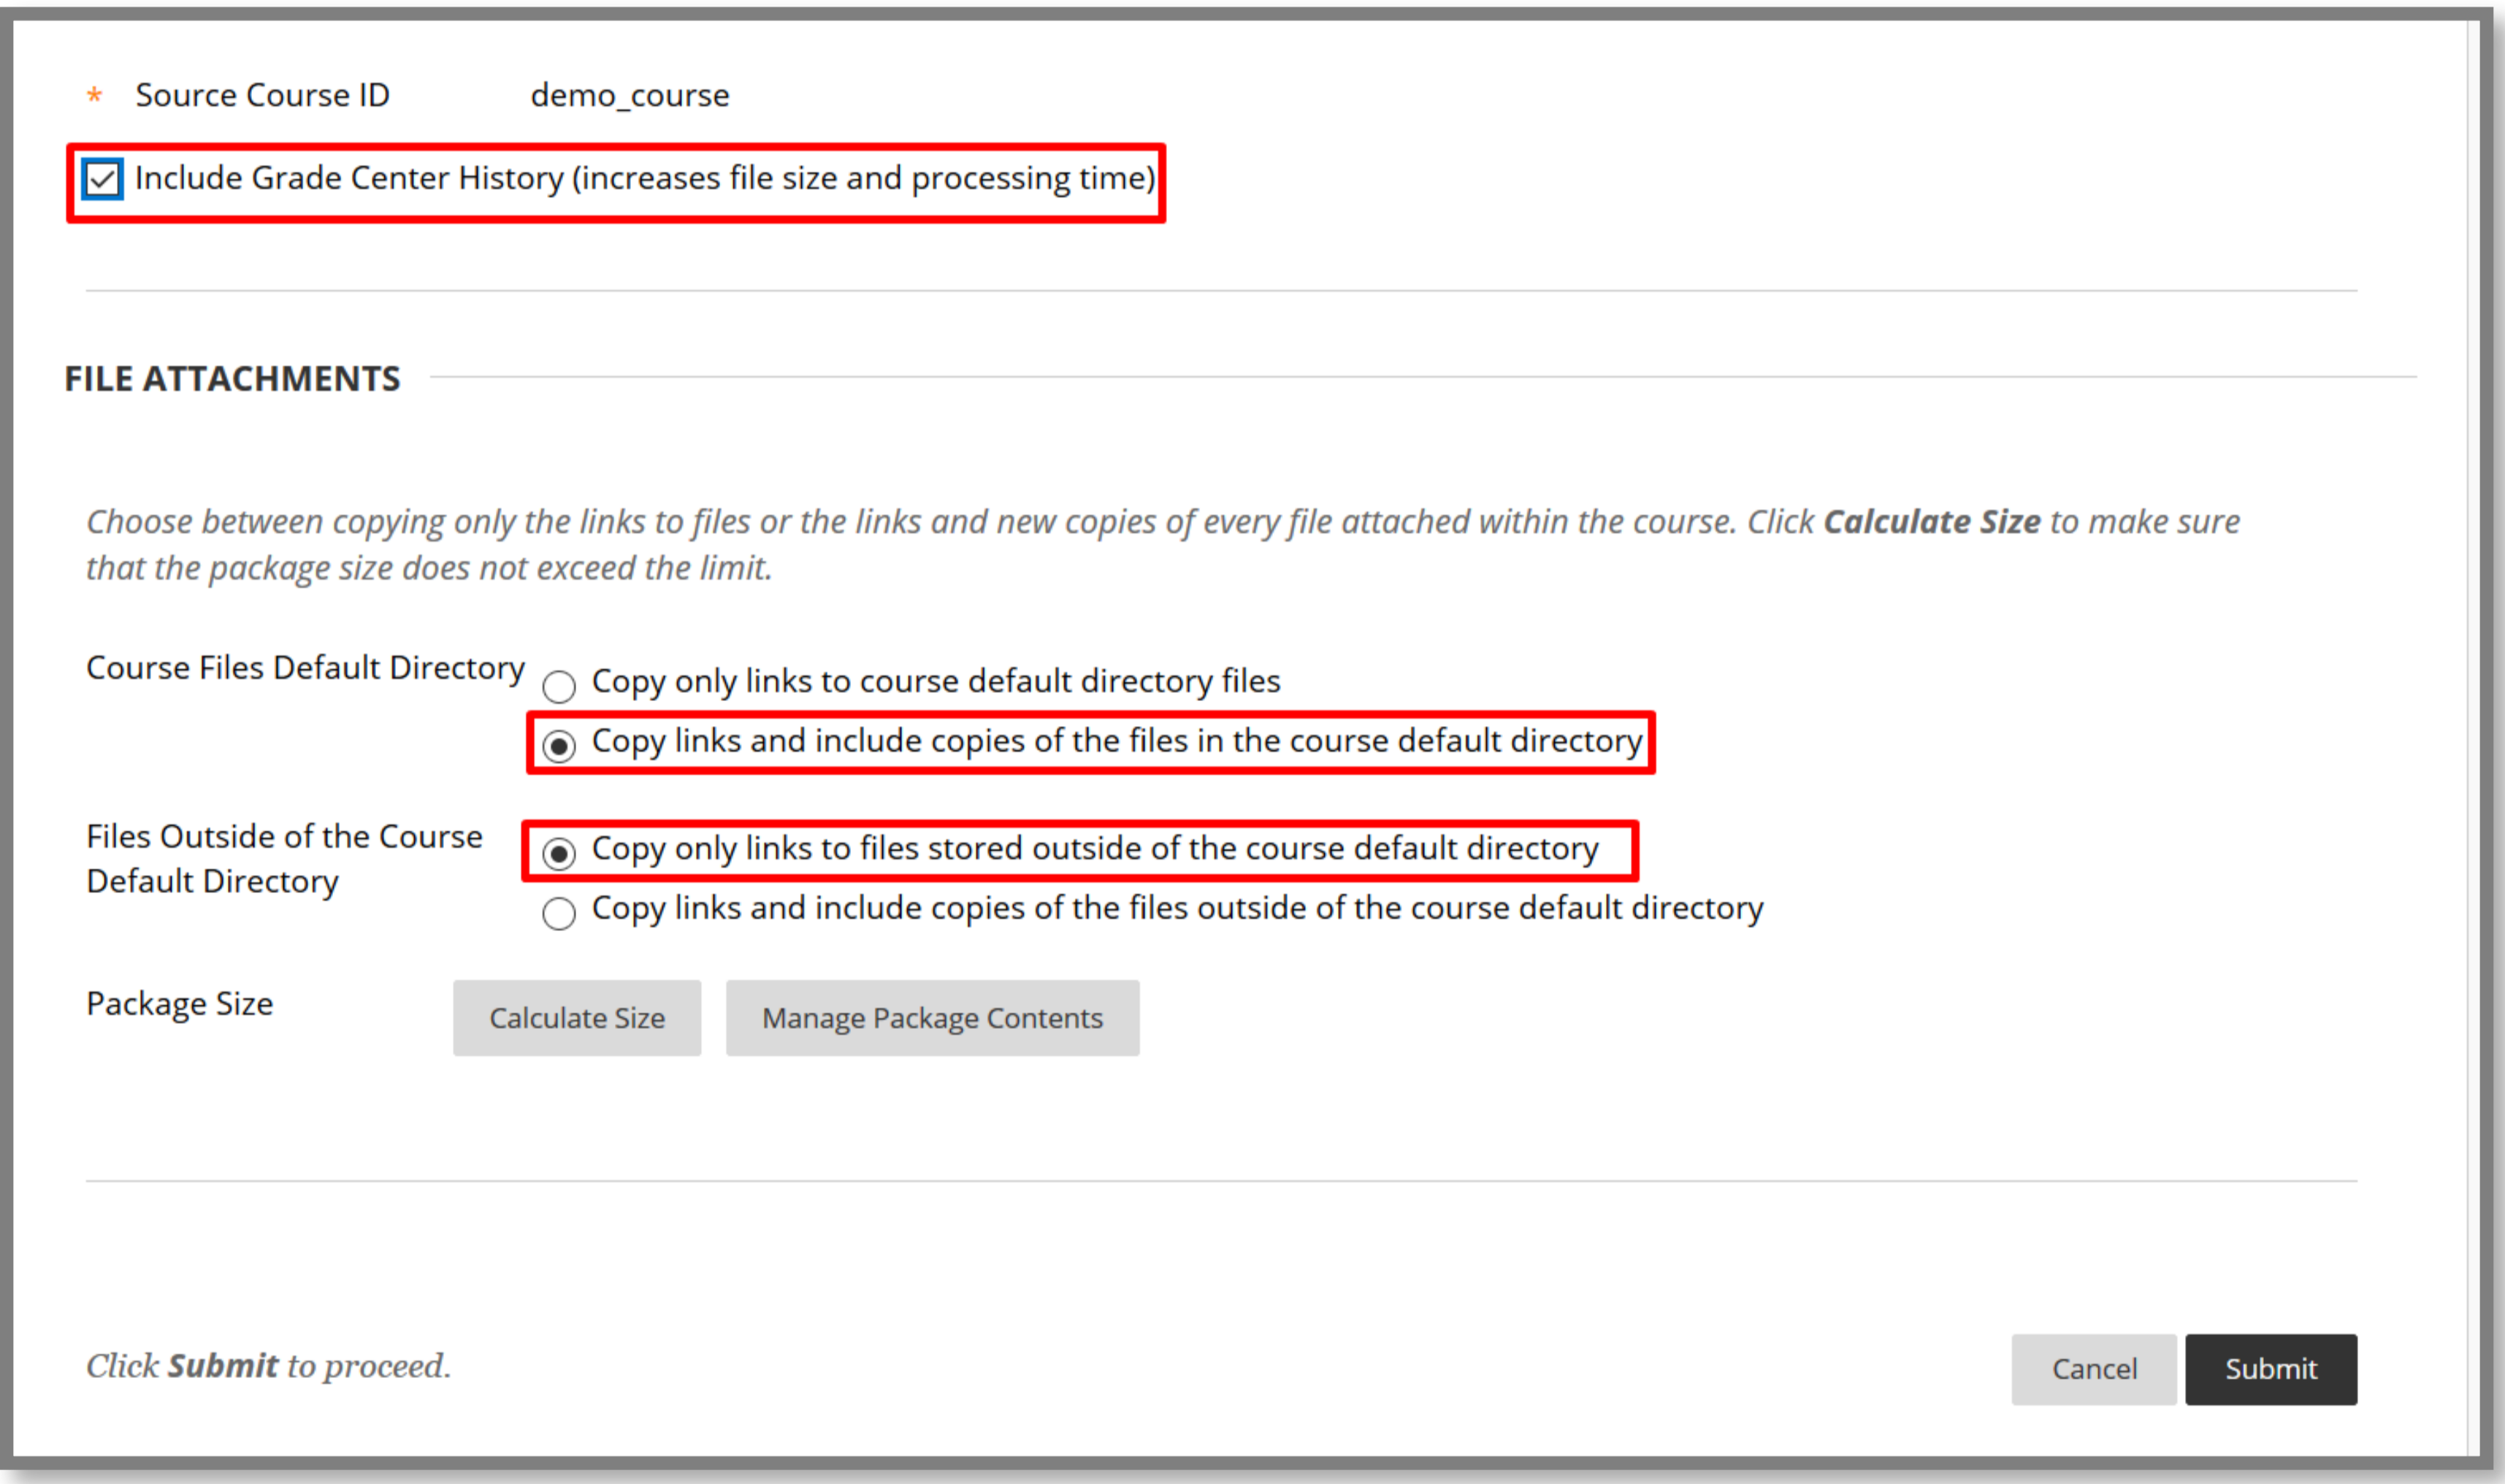 * Source Course ID demo_course
Include Grade Center History (increases file size and processing time)
FILE ATTACHMENTS
Choose between copying only the links to files or the links and new copies of every file attached within the course. Click Calculate Size to make sure
that the package size does not exceed the limit.
Course Files Default Directory
Copy only links to course default directory files
Copy links and include copies of the files in the course default directory
Files Outside of the Course
Default Directory
Copy only links to files stored outside of the course default directory
Copy links and include copies of the files outside of the course default directory
Package Size
Calculate Size
Manage Package Contents
Click Submit to proceed.
Cancel
Submit